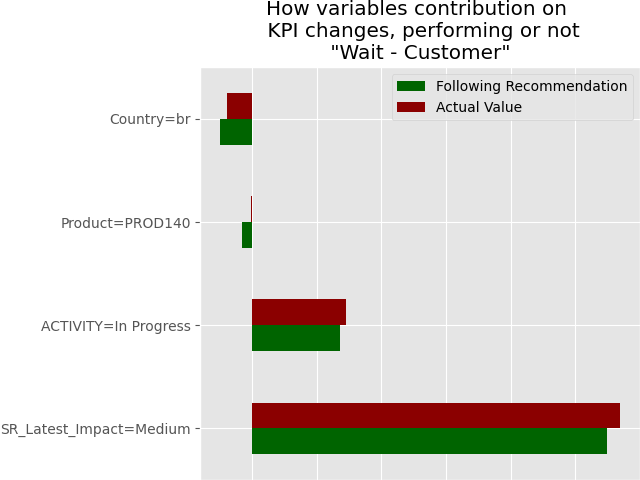 How variables contribution on
KPI changes, performing or not
"Wait - Customer"
Following Recommendation
Actual Value
Country=br
Product=PROD140
ACTIVITY=In Progress
SR_Latest_Impact=Medium